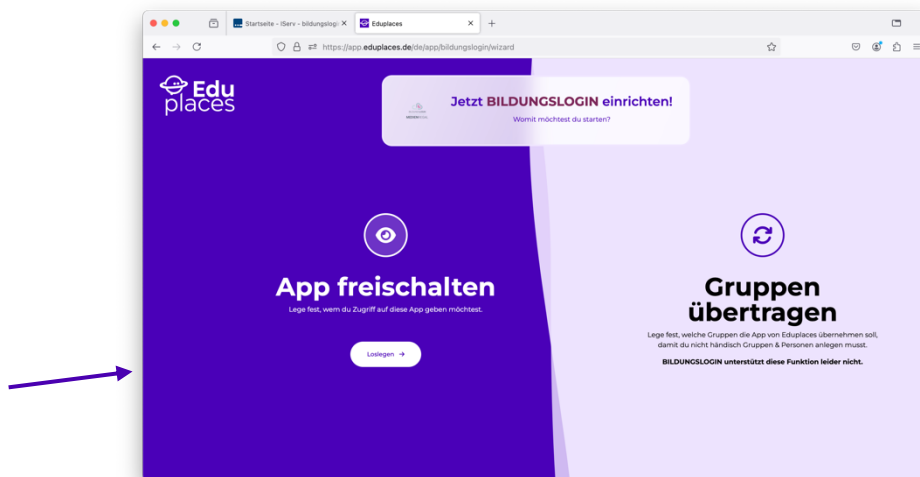 Startseite - IServ - bildungslogi
Eduplaces
https://app.eduplaces.de/de/app/bildungslogin/wizard
Edu
places
Jetzt BILDUNGSLOGIN einrichten!
Womit möchtest du starten?
App freischalten
Lege fest, wem du Zugriff auf diese App geben möchtest.
Loslegen →
Gruppen
übertragen
Lege fest, welche Gruppen die App von Eduplaces übernehmen soll,
damit du nicht händisch Gruppen & Personen anlegen musst.
BILDUNGSLOGIN unterstützt diese Funktion leider nicht.